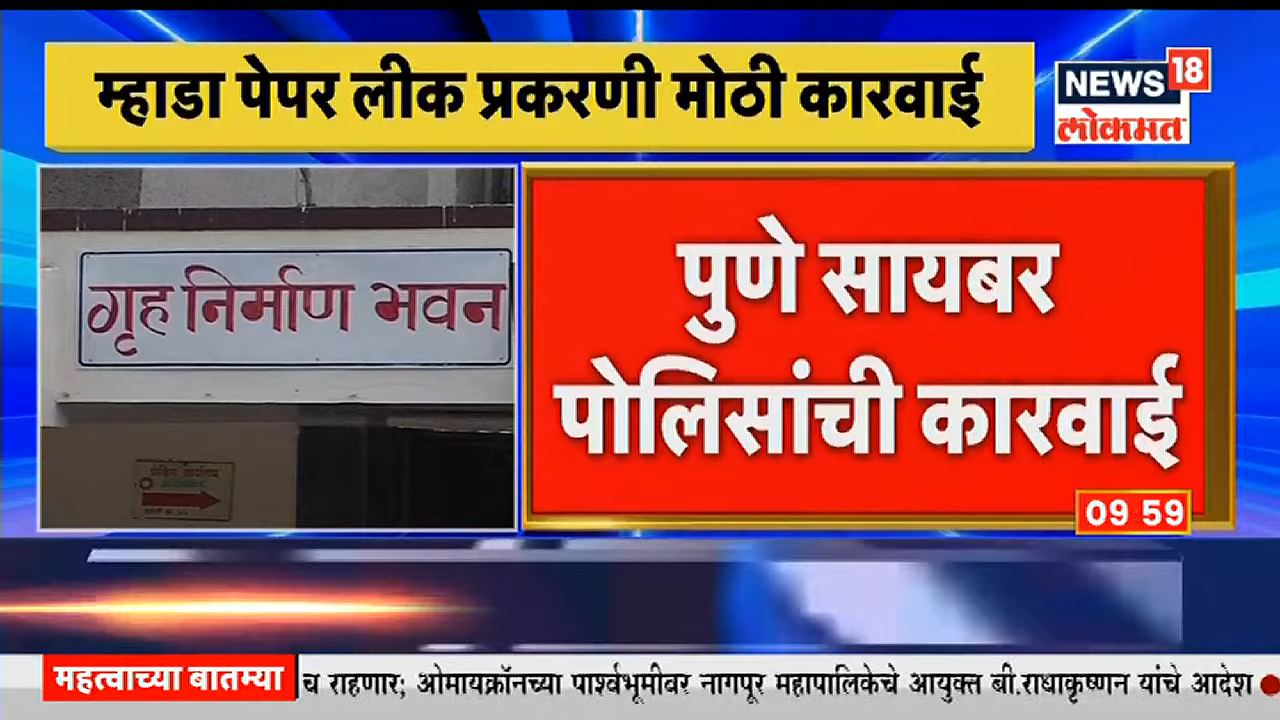 म्हाडा पेपर लीक प्रकरणी मोठी कारवाई
NEWS 18
लोकमत
गृह निर्माण भवन
पुणे सायबर
पोलिसांची कारवाई
09 59
महत्वाच्या बातम्या
च राहणार; ओमायक्रॉनच्या पार्श्वभूमीबर नागपूर महापालिकेचे आयुक्त बी.राधाकृष्णन यांचे आदेश